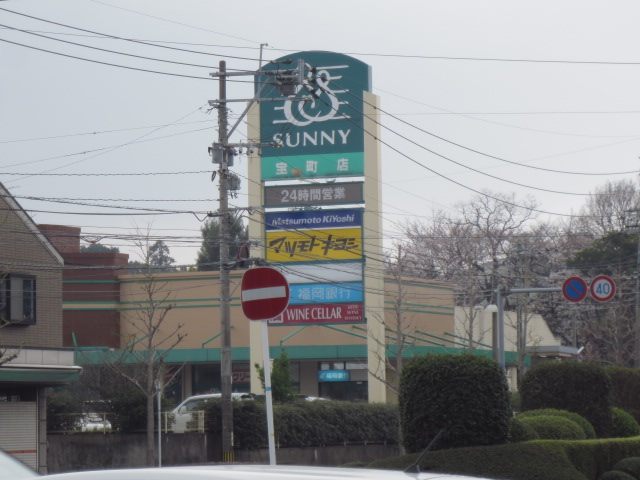 SUNNY
宝町店
24時間営業
Matsumoto KiYoshi
マツモトキヨシ
福岡銀行
WINE CELLAR
40